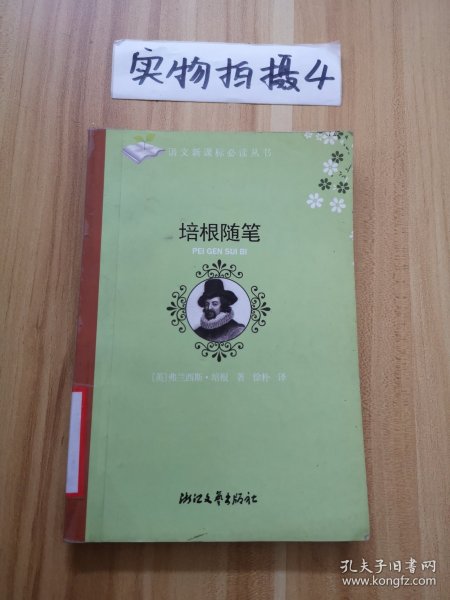 实物拍摄4
语文新课标必读丛书
培根随笔
PEI GEN SUI BI
[英]弗兰西斯·培根 著 徐朴 译
浙江文艺出版社
孔夫子旧书网
www.kongfz.com